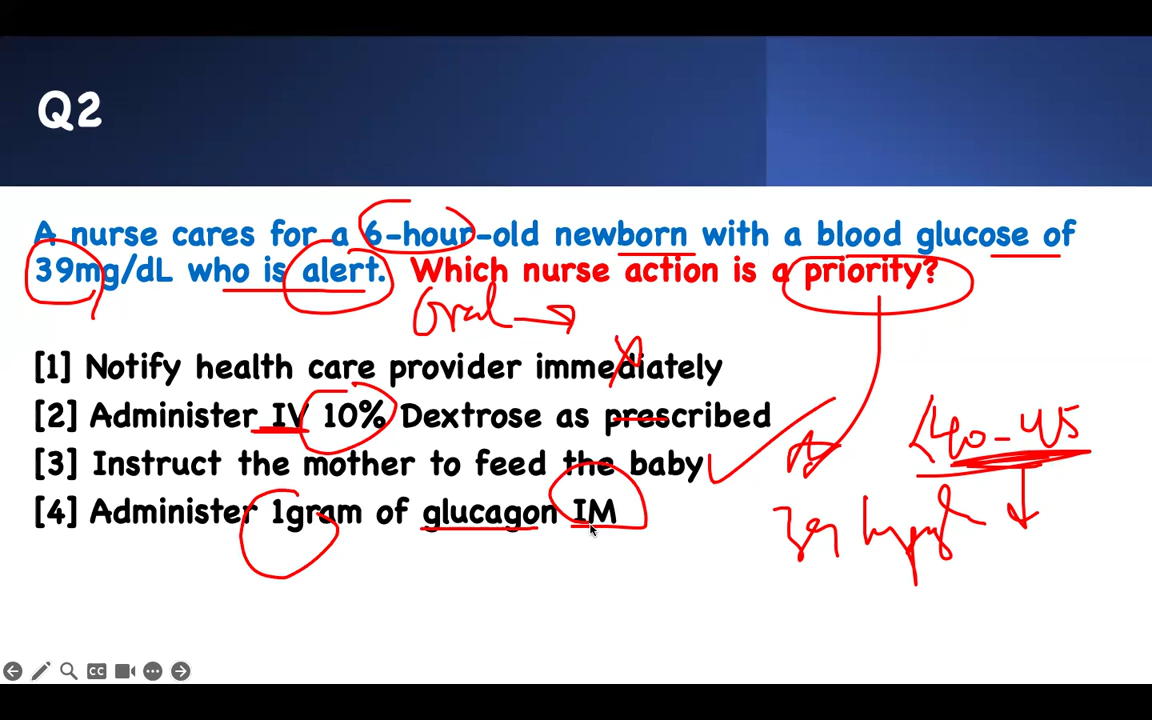 Q2
A nurse cares for a 6-hour-old newborn with a blood glucose of
39mg/dL who is alert. Which nurse action is a priority?
Oral →
[1] Notify health care provider immediately
[2] Administer IV 10% Dextrose as prescribed
[3] Instruct the mother to feed the baby
[4] Administer 1gram of glucagon IM
<40-45
39
CC